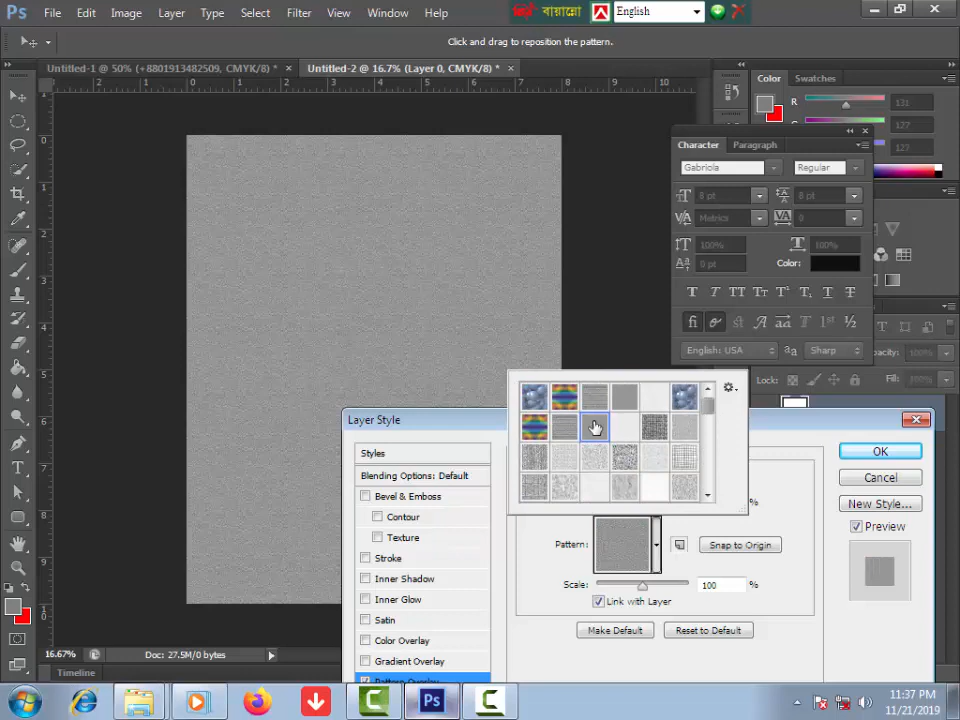 Ps File Edit Image Layer Type Select Filter View Window Help
বায়ান্নো English
Click and drag to reposition the pattern.
Untitled-1 @ 50% (+8801913482509, CMYK/8) * × Untitled-2 @ 16.7% (Layer 0, CMYK/8) * ×
Color Swatches
R 131
127
127
Character Paragraph
Gabriola Regular
8 pt 8 pt
Metrics 0
100% 100%
0 pt Color:
English: USA Sharp
Opacity: 100%
Lock: Fill: 100%
Layer Style
Styles
Blending Options: Default
Bevel & Emboss
Contour
Texture
Stroke
Inner Shadow
Inner Glow
Satin
Color Overlay
Gradient Overlay
Pattern Overlay
%
Pattern: Snap to Origin
Scale: 100 %
Link with Layer
Make Default Reset to Default
OK
Cancel
New Style...
Preview
16.67% Doc: 27.5M/0 bytes
Timeline
11:37 PM
11/21/2019